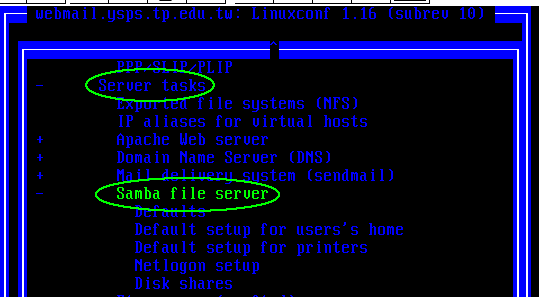 webmail.ysps.tp.edu.tw: Linuxconf 1.16 (subrev 10)
PPP/SLIP/PLIP
- Server tasks
Exported file systems (NFS)
IP aliases for virtual hosts
+ Apache Web server
+ Domain Name Server (DNS)
+ Mail delivery system (sendmail)
- Samba file server
Defaults
Default setup for users's home
Default setup for printers
Netlogon setup
Disk shares